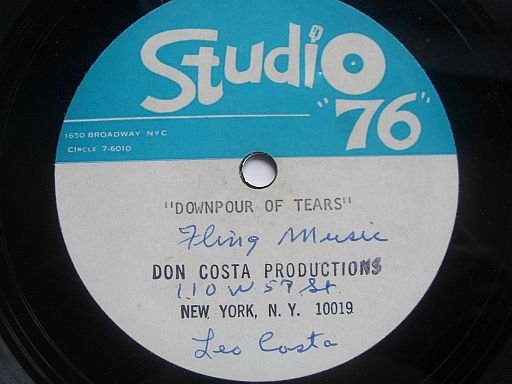 Studio
"76"
1650 BROADWAY NYC
CIRCLE 7-6010
"DOWNPOUR OF TEARS"
Fling Music
DON COSTA PRODUCTIONS
110 W 57 St.
NEW YORK, N. Y. 10019
Leo Costa